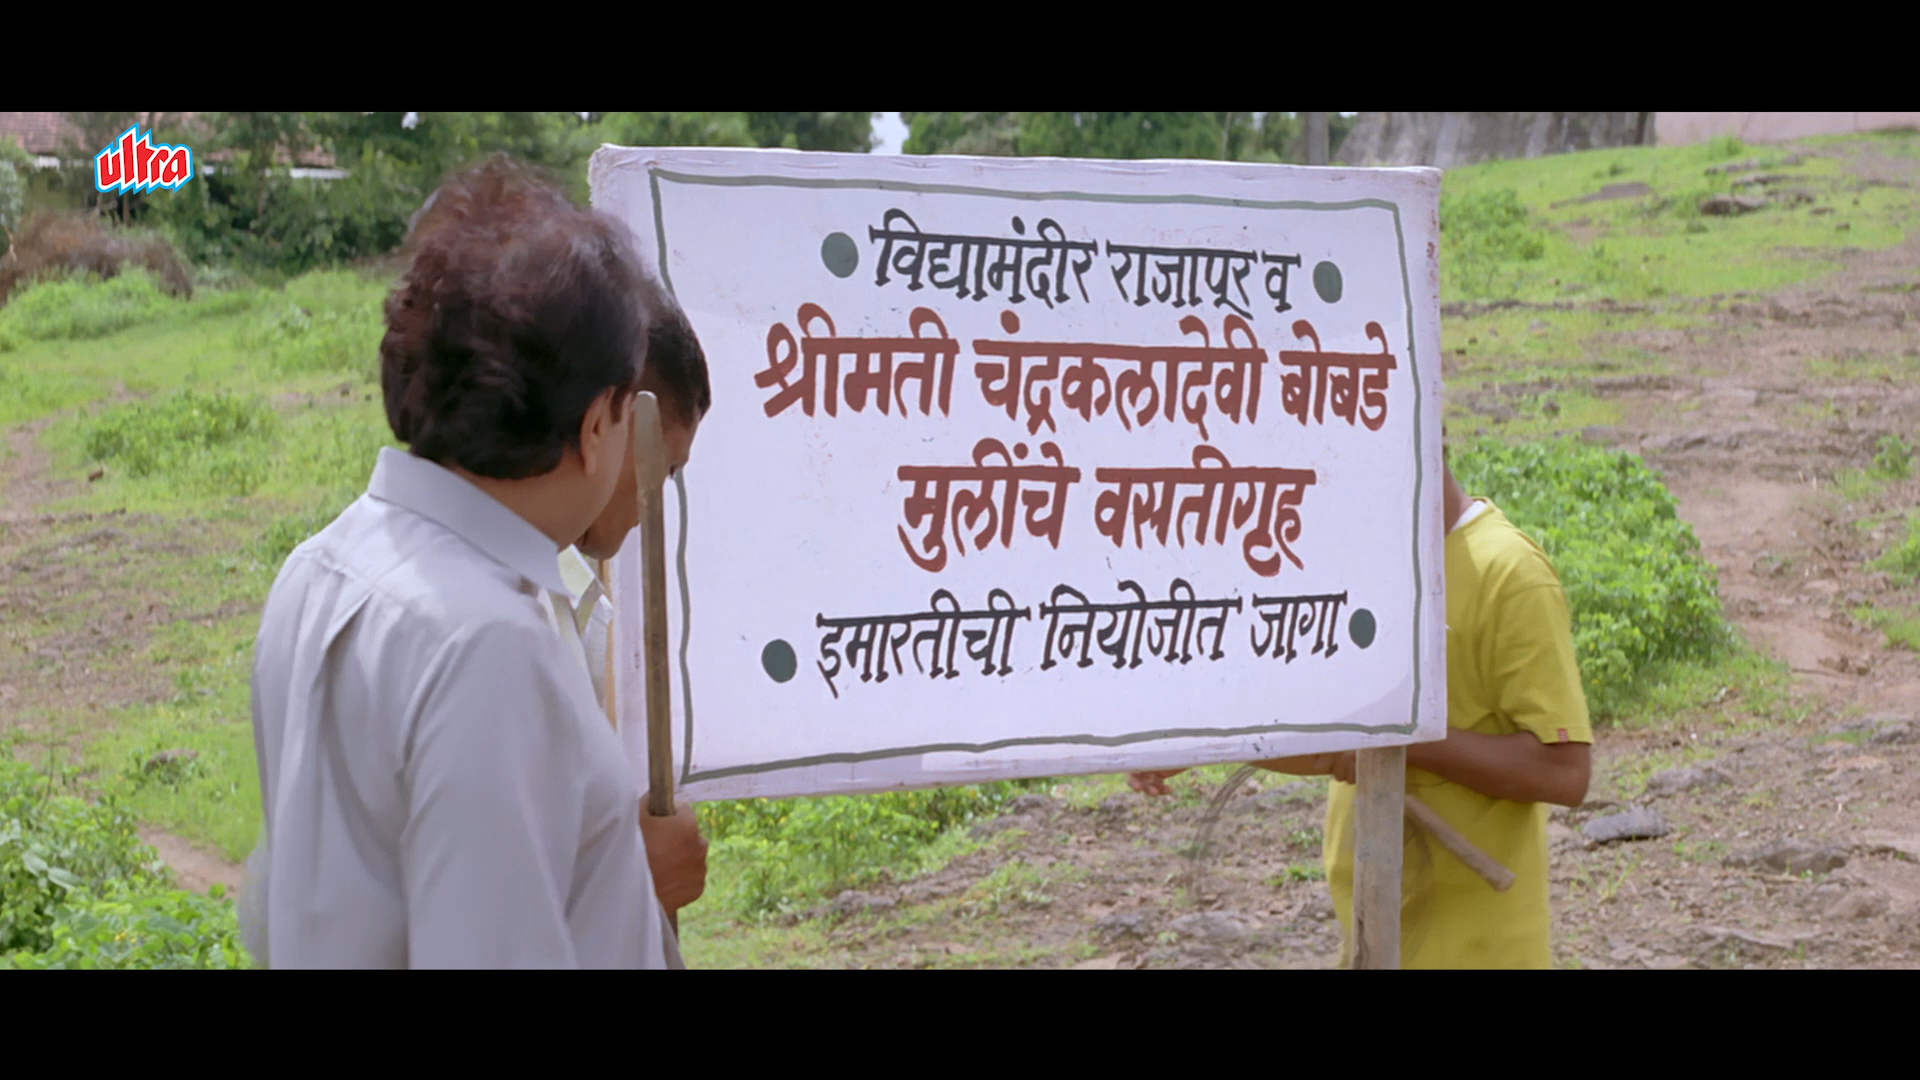 ultra
विद्यामंदीर राजापूर व
श्रीमती चंद्रकलादेवी बोबडे
मुलींचे वसतीगृह
इमारतीची नियोजीत जागा